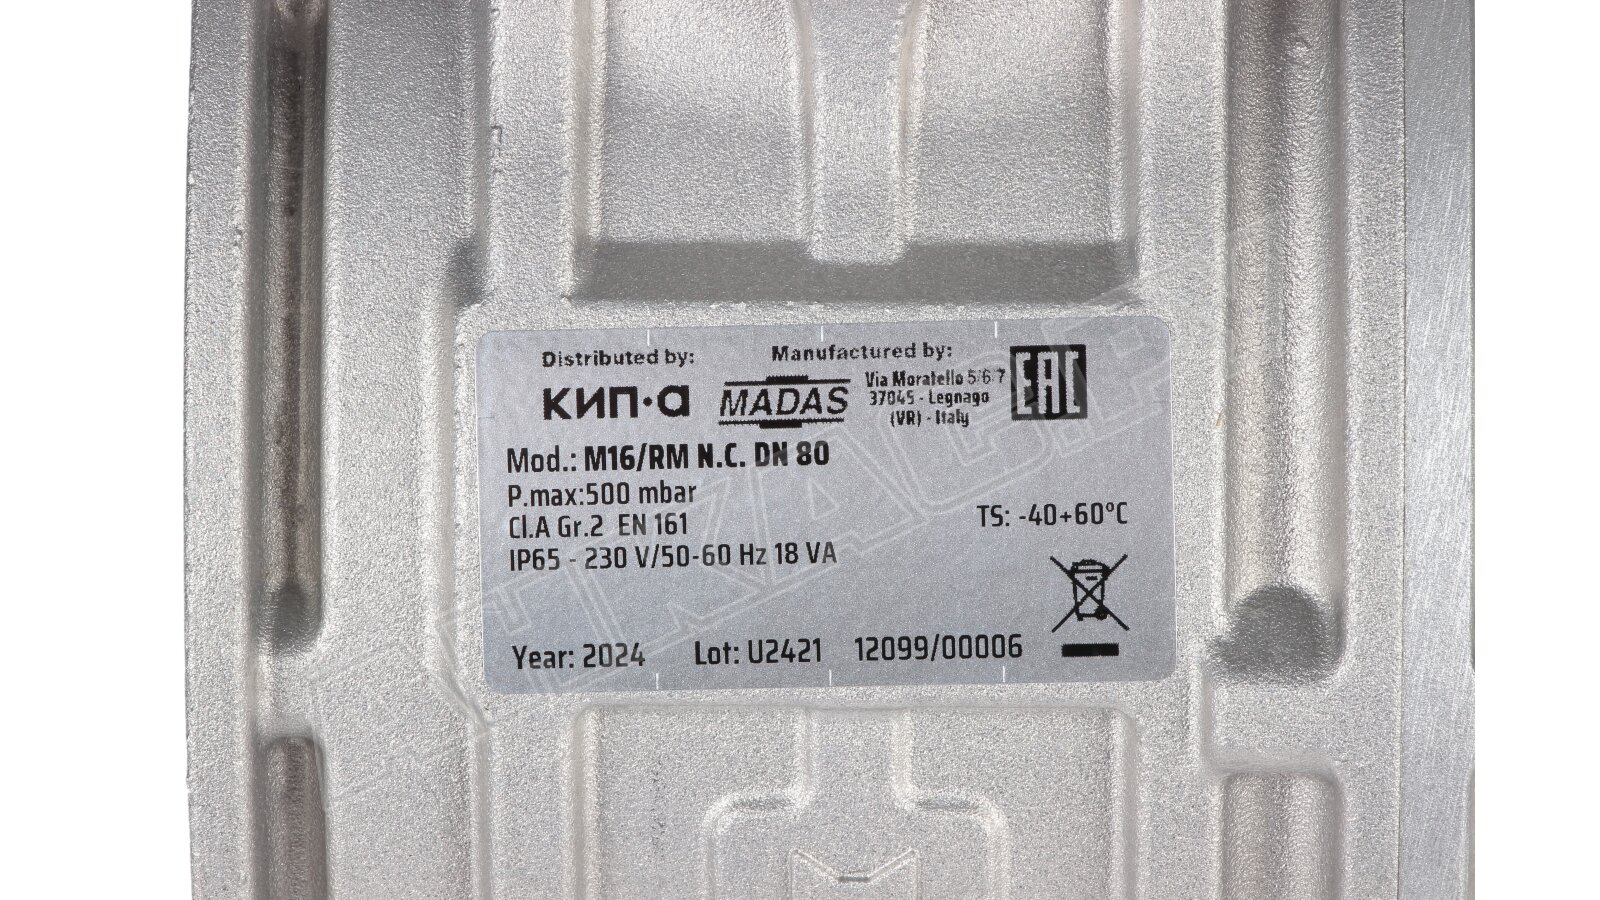 Distributed by:
кип·а
Manufactured by:
MADAS
Via Moratello 5/6/7
37045 - Legnago
(VR) - Italy
EAC
Mod.: M16/RM N.C. DN 80
P.max:500 mbar
Cl.A Gr.2 EN 161
IP65 - 230 V/50-60 Hz 18 VA
TS: -40+60°C
Year: 2024 Lot: U2421 12099/00006